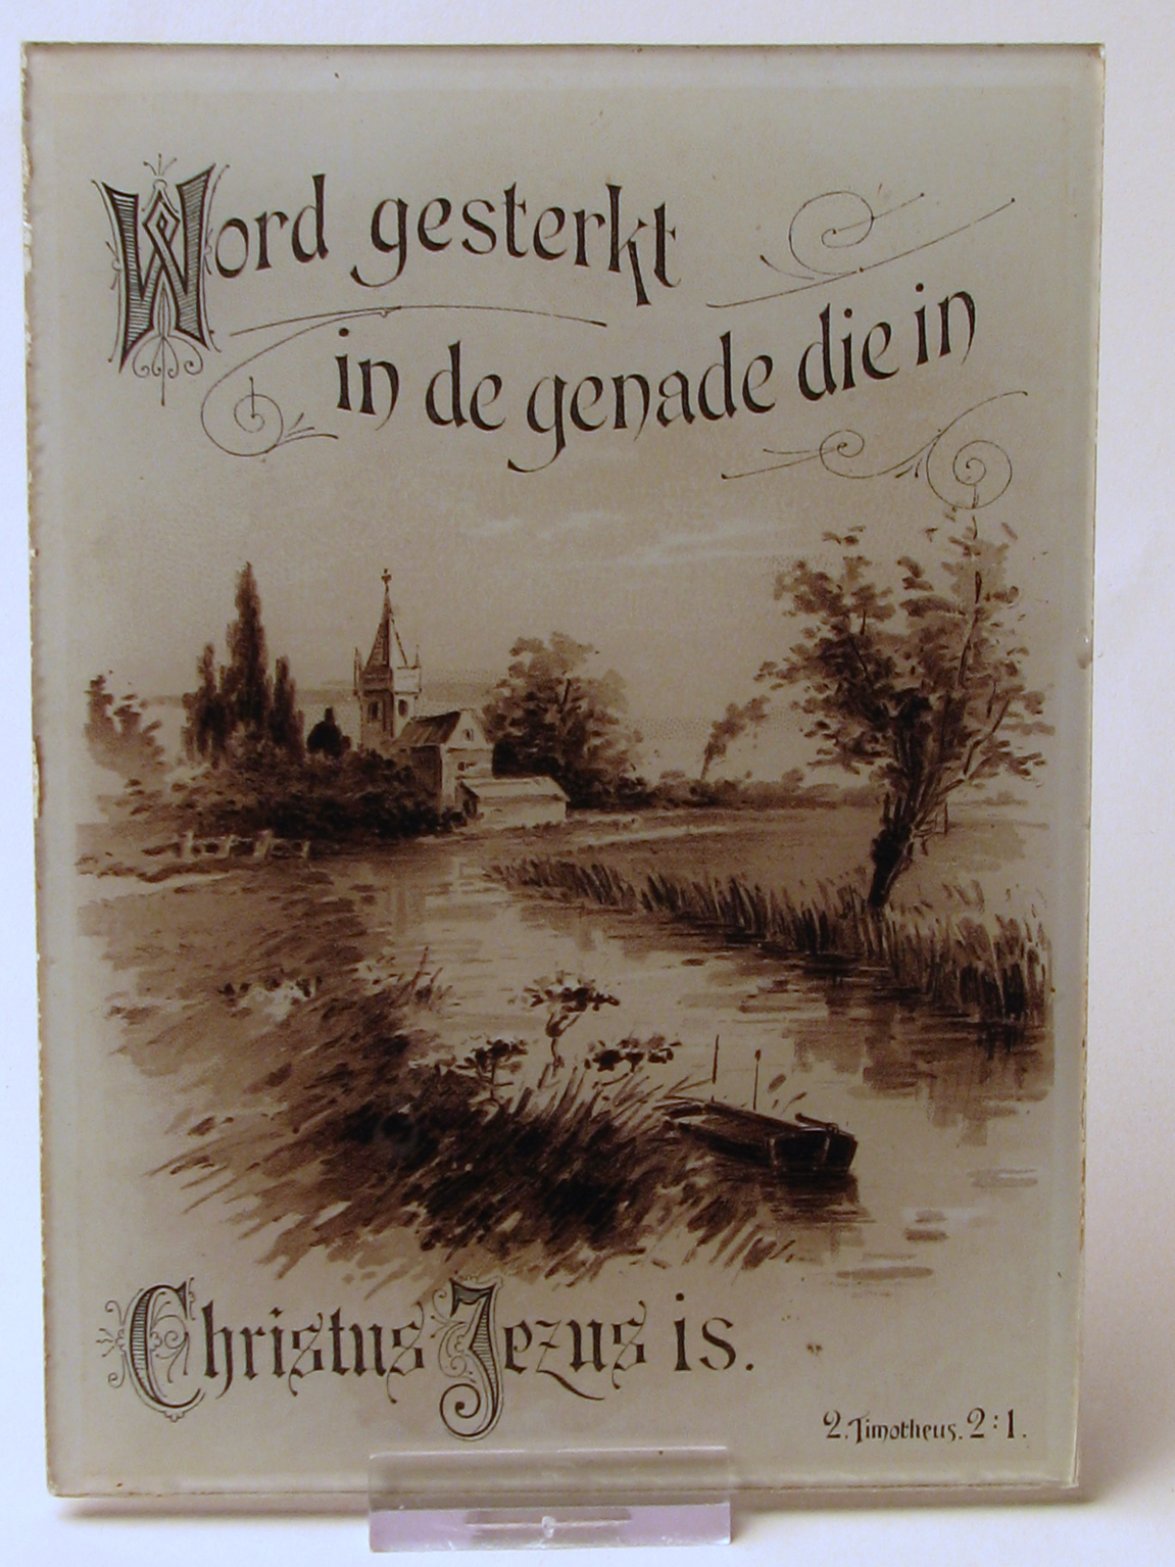 Word gesterkt
in de genade die in
Christus Jezus is.
2. Timotheus. 2:1.